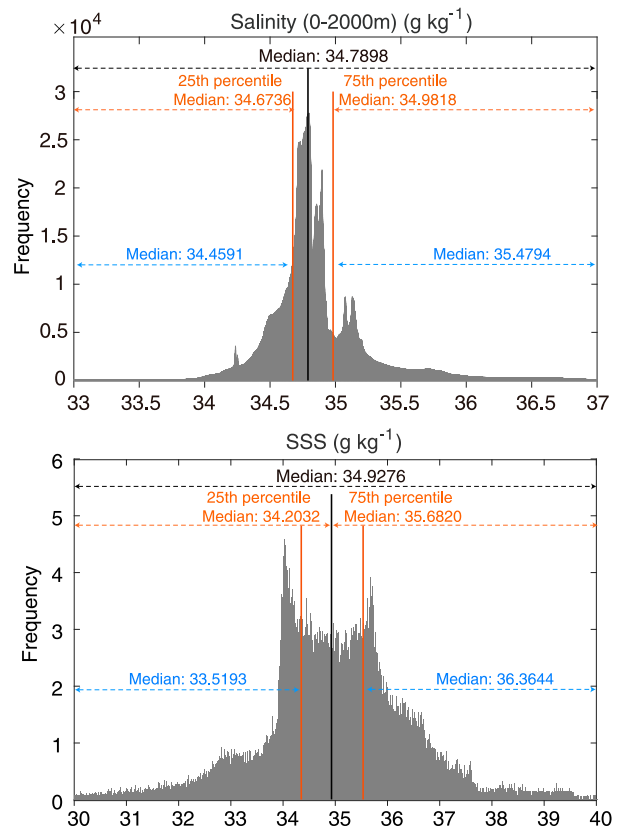 ×10⁴
Salinity (0-2000m) (g kg⁻¹)
Median: 34.7898
25th percentile
75th percentile
Median: 34.6736
Median: 34.9818
Median: 34.4591
Median: 35.4794
Frequency
3
2.5
2
1.5
1
0.5
0
33
33.5
34
34.5
35
35.5
36
36.5
37
SSS (g kg⁻¹)
Median: 34.9276
25th percentile
75th percentile
Median: 34.2032
Median: 35.6820
Median: 33.5193
Median: 36.3644
Frequency
6
5
4
3
2
1
0
30
31
32
33
34
35
36
37
38
39
40